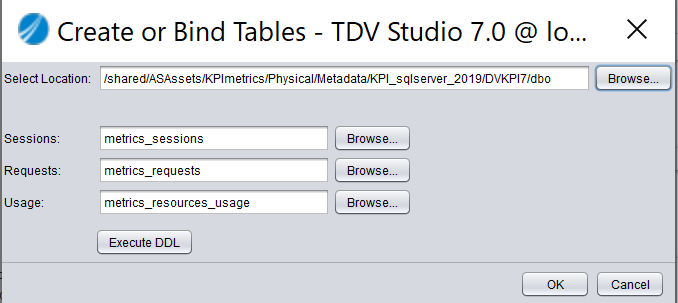 Create or Bind Tables - TDV Studio 7.0 @ lo...
Select Location: /shared/ASAssets/KPImetrics/Physical/Metadata/KPI_sqlserver_2019/DVKPI7/dbo Browse...
Sessions: metrics_sessions Browse...
Requests: metrics_requests Browse...
Usage: metrics_resources_usage Browse...
Execute DDL
OK Cancel